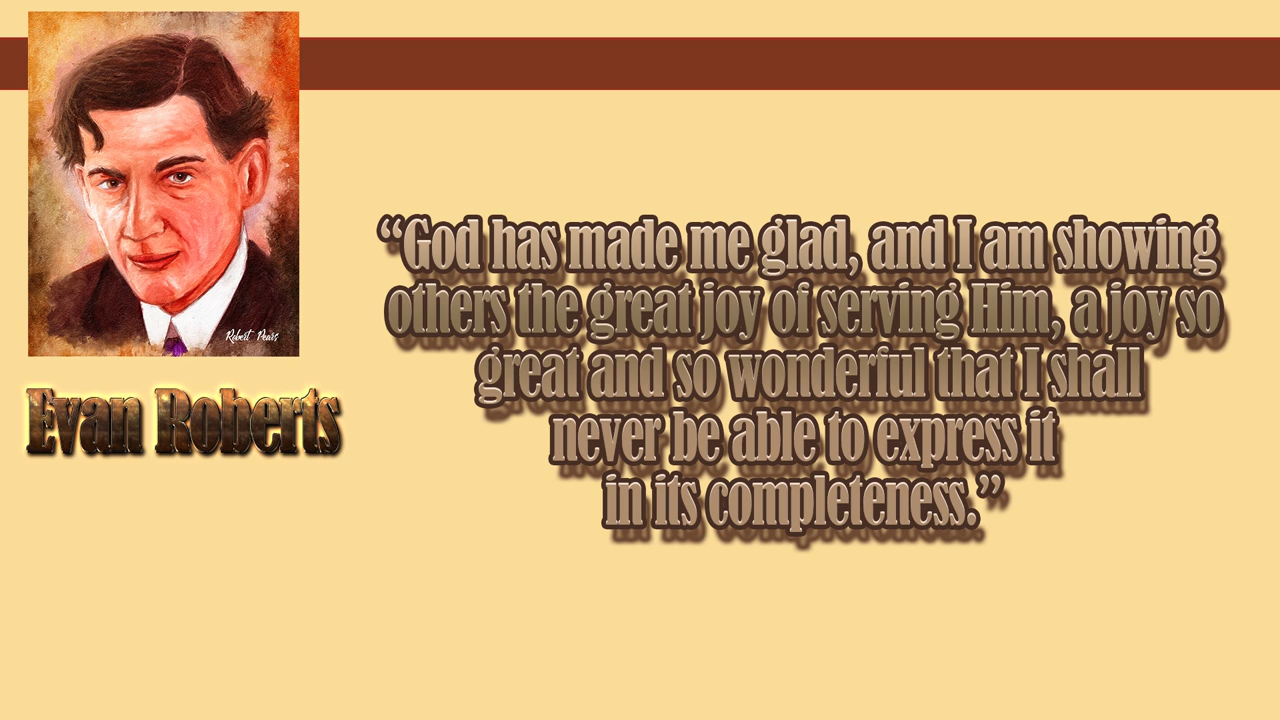 Robert Pears
Evan Roberts
“God has made me glad, and I am showing
others the great joy of serving Him, a joy so
great and so wonderful that I shall
never be able to express it
in its completeness.”